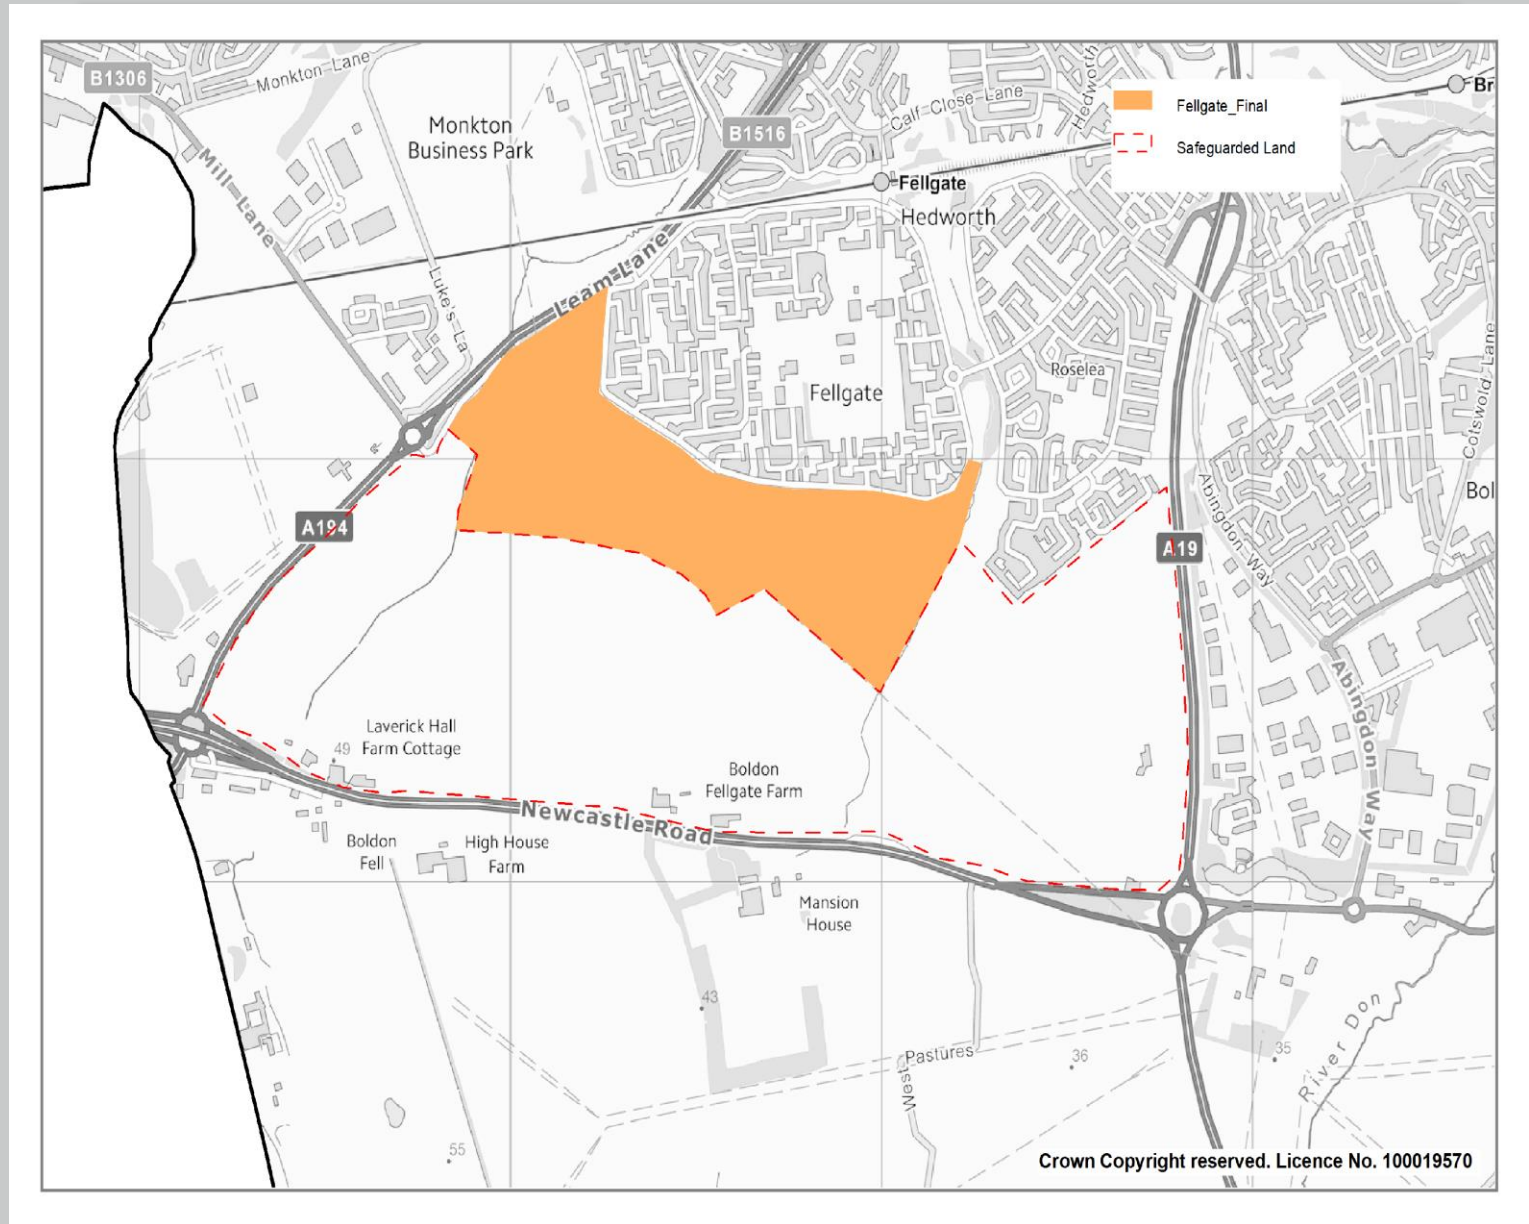 B1306
Monkton Lane
Monkton
Business Park
B1516
Calf Close Lane
Hedworth
Fellgate_Final
Safeguarded Land
Br
Mill Lane
Fellgate
Hedworth
Leam Lane
Luke's La
Fellgate
Roselea
Cotswold Lane
Bol
A194
A19
Abingdon Way
Abingdon Way
Laverick Hall
Farm Cottage
49
Boldon
Fellgate Farm
Newcastle Road
Boldon
Fell
High House
Farm
Mansion
House
43
Pastures
West
36
35
River Don
55
Crown Copyright reserved. Licence No. 100019570